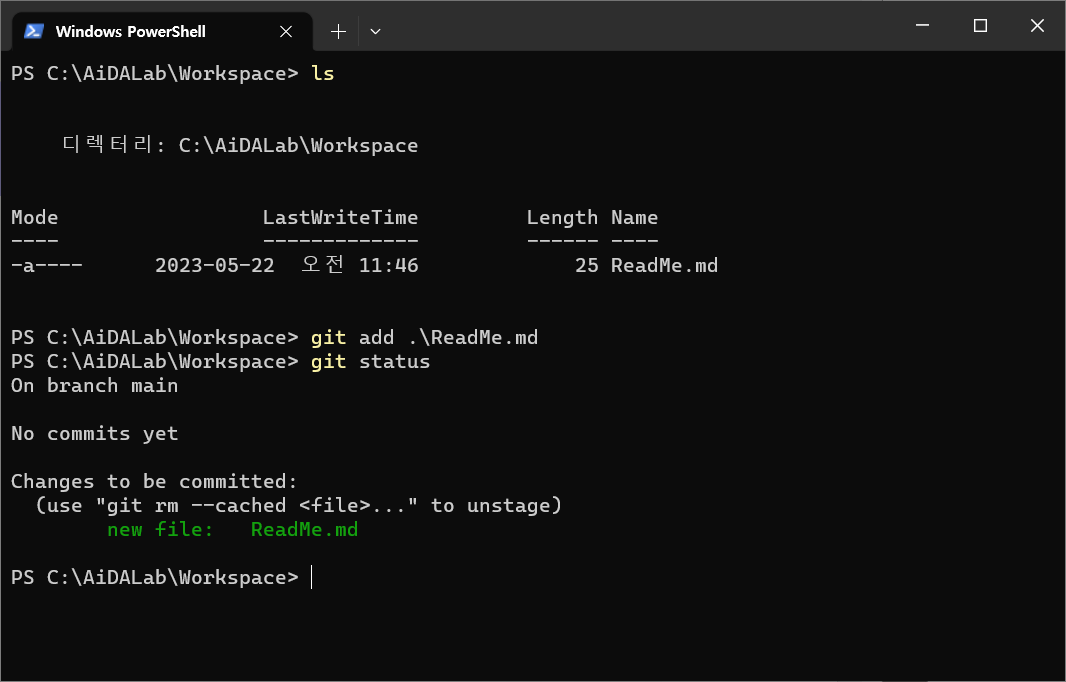 Windows PowerShell
PS C:\AiDALab\Workspace> ls
디렉터리: C:\AiDALab\Workspace
Mode                 LastWriteTime         Length Name
----                 -------------         ------ ----
-a----      2023-05-22  오전 11:46             25 ReadMe.md
PS C:\AiDALab\Workspace> git add .\ReadMe.md
PS C:\AiDALab\Workspace> git status
On branch main
No commits yet
Changes to be committed:
  (use "git rm --cached <file>..." to unstage)
        new file:   ReadMe.md
PS C:\AiDALab\Workspace>